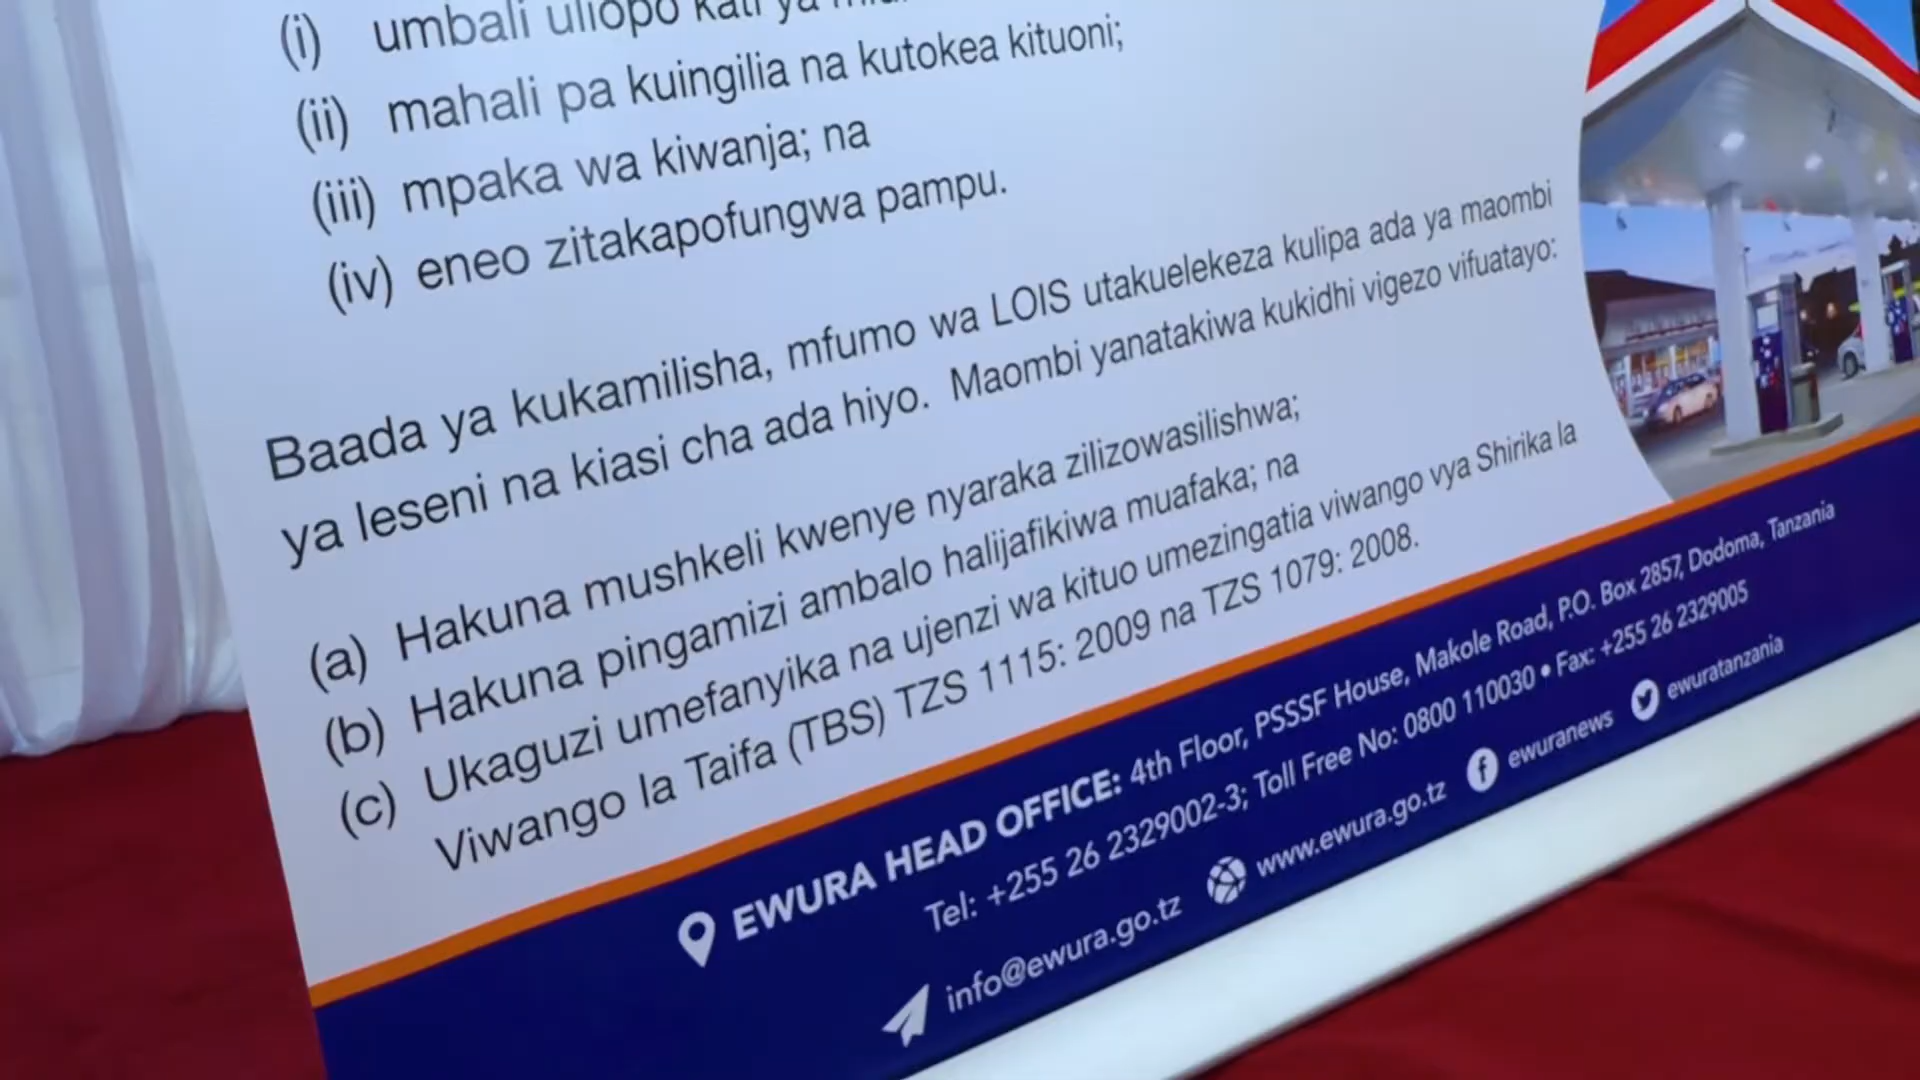 (i) umbali uliopo kati ya
(ii) mahali pa kuingilia na kutokea kituoni;
(iii) mpaka wa kiwanja; na
(iv) eneo zitakapofungwa pampu.
Baada ya kukamilisha, mfumo wa LOIS utakuelekeza kulipa ada ya maombi
ya leseni na kiasi cha ada hiyo. Maombi yanatakiwa kukidhi vigezo vifuatayo:
(a) Hakuna mushkeli kwenye nyaraka zilizowasilishwa;
(b) Hakuna pingamizi ambalo halijafikiwa muafaka; na
(c) Ukaguzi umefanyika na ujenzi wa kituo umezingatia viwango vya Shirika la
Viwango la Taifa (TBS) TZS 1115: 2009 na TZS 1079: 2008.
EWURA HEAD OFFICE: 4th Floor, PSSSF House, Makole Road, P.O. Box 2857, Dodoma, Tanzania
Tel: +255 26 2329002-3; Toll Free No: 0800 110030 • Fax: +255 26 2329005
info@ewura.go.tz www.ewura.go.tz ewuranews ewuratanzania